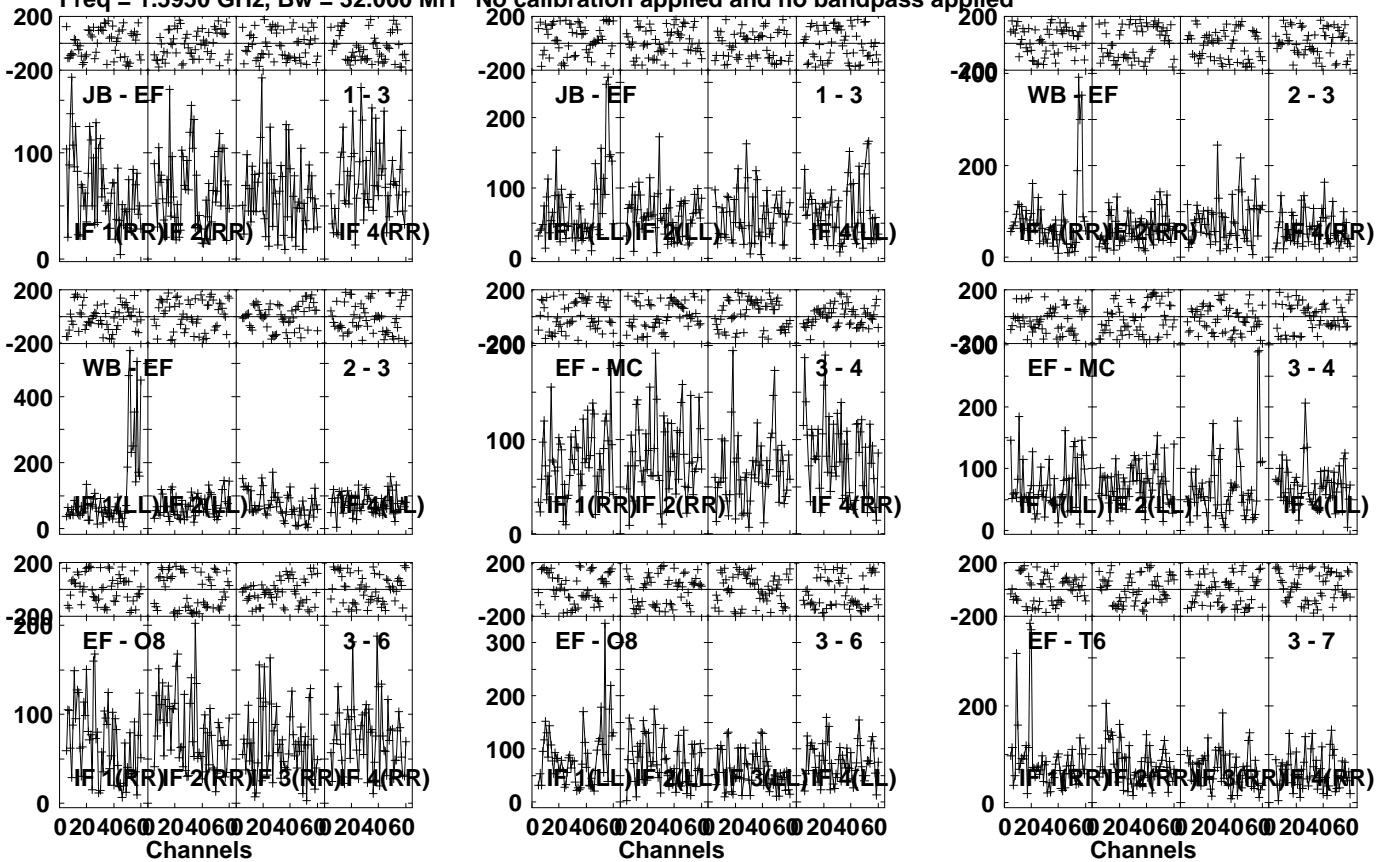 Freq = 1.5950 GHz, Bw = 32.000 MH No calibration applied and no bandpass applied
200
-200
JB - EF 1 - 3
100
IF 1(RR) IF 2(RR) IF 4(RR)
0
200
-200
JB - EF 1 - 3
200
100
IF 1(LL) IF 2(LL) IF 4(LL)
0
200
-200
400
WB - EF 2 - 3
200
IF 1(RR) IF 2(RR) IF 4(RR)
0
200
-200
WB - EF 2 - 3
400
200
IF 1(LL) IF 2(LL) IF 4(LL)
0
200
-200
200
EF - MC 3 - 4
100
IF 1(RR) IF 2(RR) IF 4(RR)
0
200
-200
300
EF - MC 3 - 4
200
100
IF 1(LL) IF 2(LL) IF 4(LL)
0
200
-200
200
EF - O8 3 - 6
100
IF 1(RR) IF 2(RR) IF 3(RR) IF 4(RR)
0
0 20 40 60 0 20 40 60 0 20 40 60 0 20 40 60
Channels
200
-200
300
EF - O8 3 - 6
200
100
IF 1(LL) IF 2(LL) IF 3(LL) IF 4(LL)
0
0 20 40 60 0 20 40 60 0 20 40 60 0 20 40 60
Channels
200
-200
EF - T6 3 - 7
200
IF 1(RR) IF 2(RR) IF 3(RR) IF 4(RR)
0
0 20 40 60 0 20 40 60 0 20 40 60 0 20 40 60
Channels